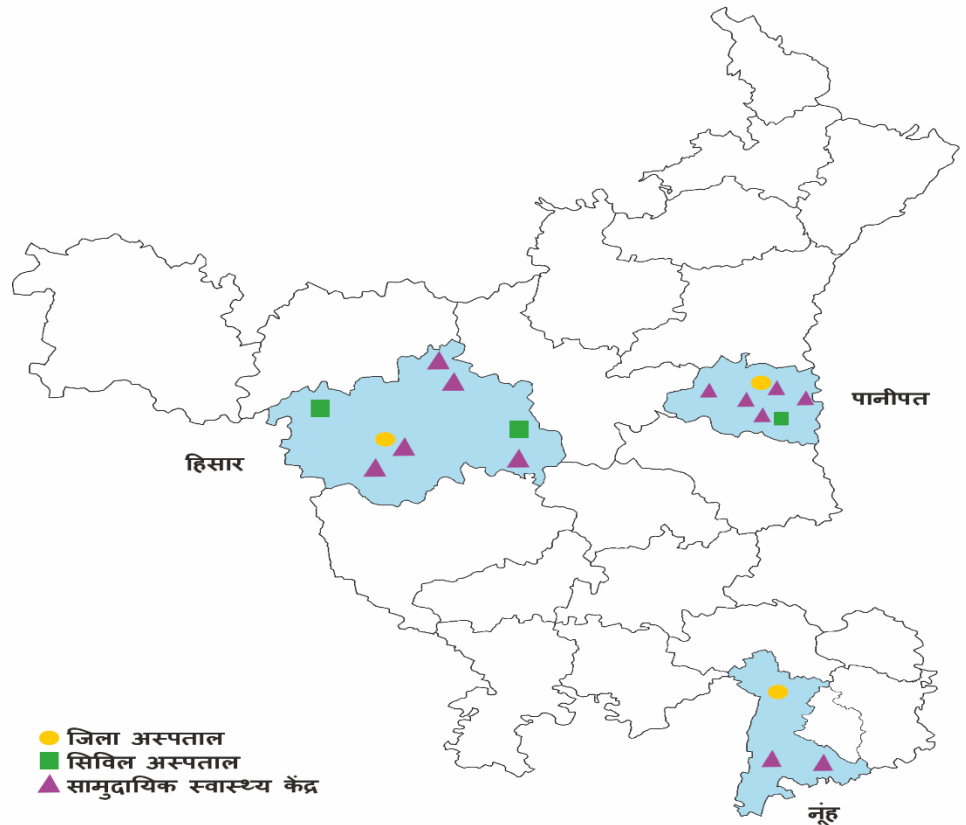 पानीपत
हिसार
जिला अस्पताल
सिविल अस्पताल
सामुदायिक स्वास्थ्य केंद्र
नूंह